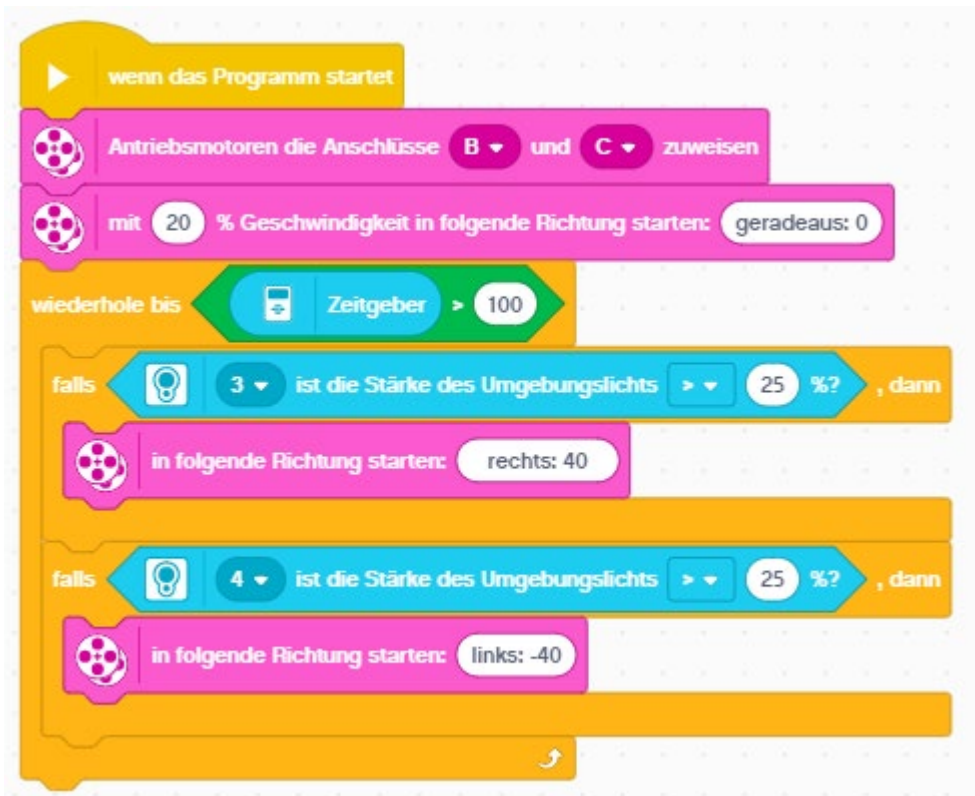 wenn das Programm startet
Antriebsmotoren die Anschlüsse B und C zuweisen
mit 20 % Geschwindigkeit in folgende Richtung starten: geradeaus: 0
wiederhole bis Zeitgeber > 100
falls 3 ist die Stärke des Umgebungslichts > 25 %? , dann
in folgende Richtung starten: rechts: 40
falls 4 ist die Stärke des Umgebungslichts > 25 %? , dann
in folgende Richtung starten: links: -40